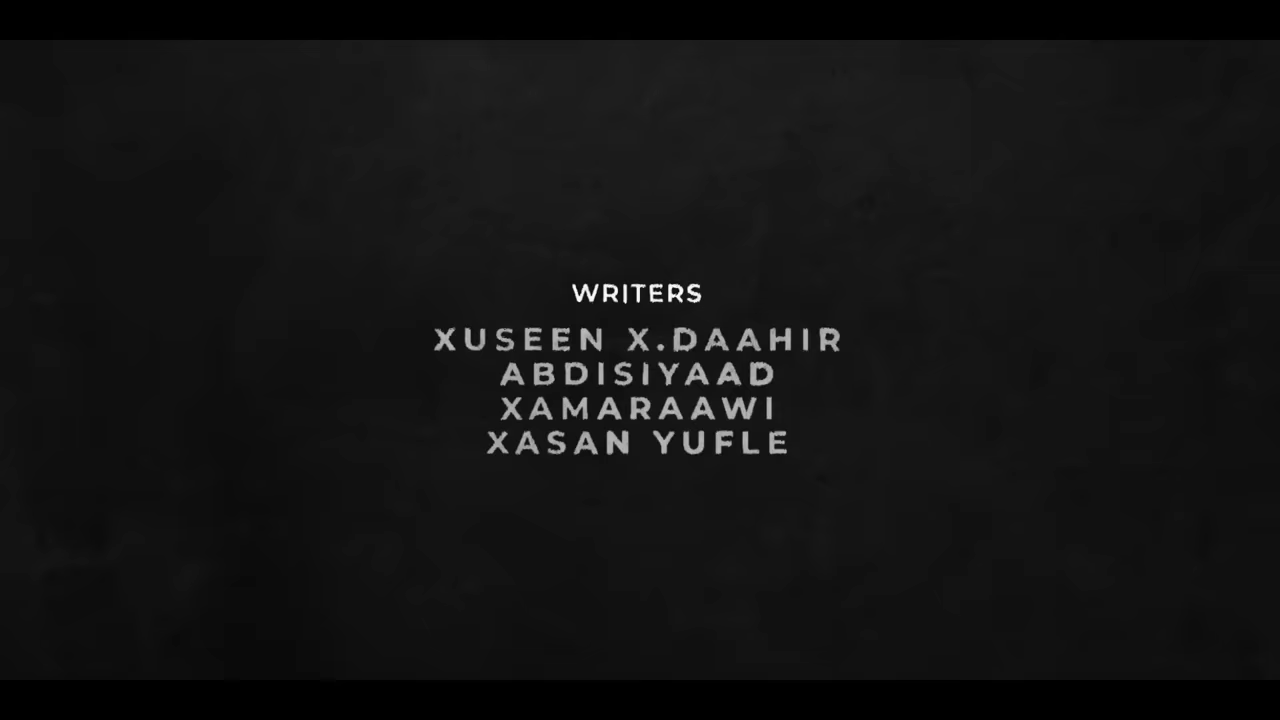 WRITERS
XUSEEN X.DAAHIR
ABDISIYAAD
XAMARAAWI
XASAN YUFLE